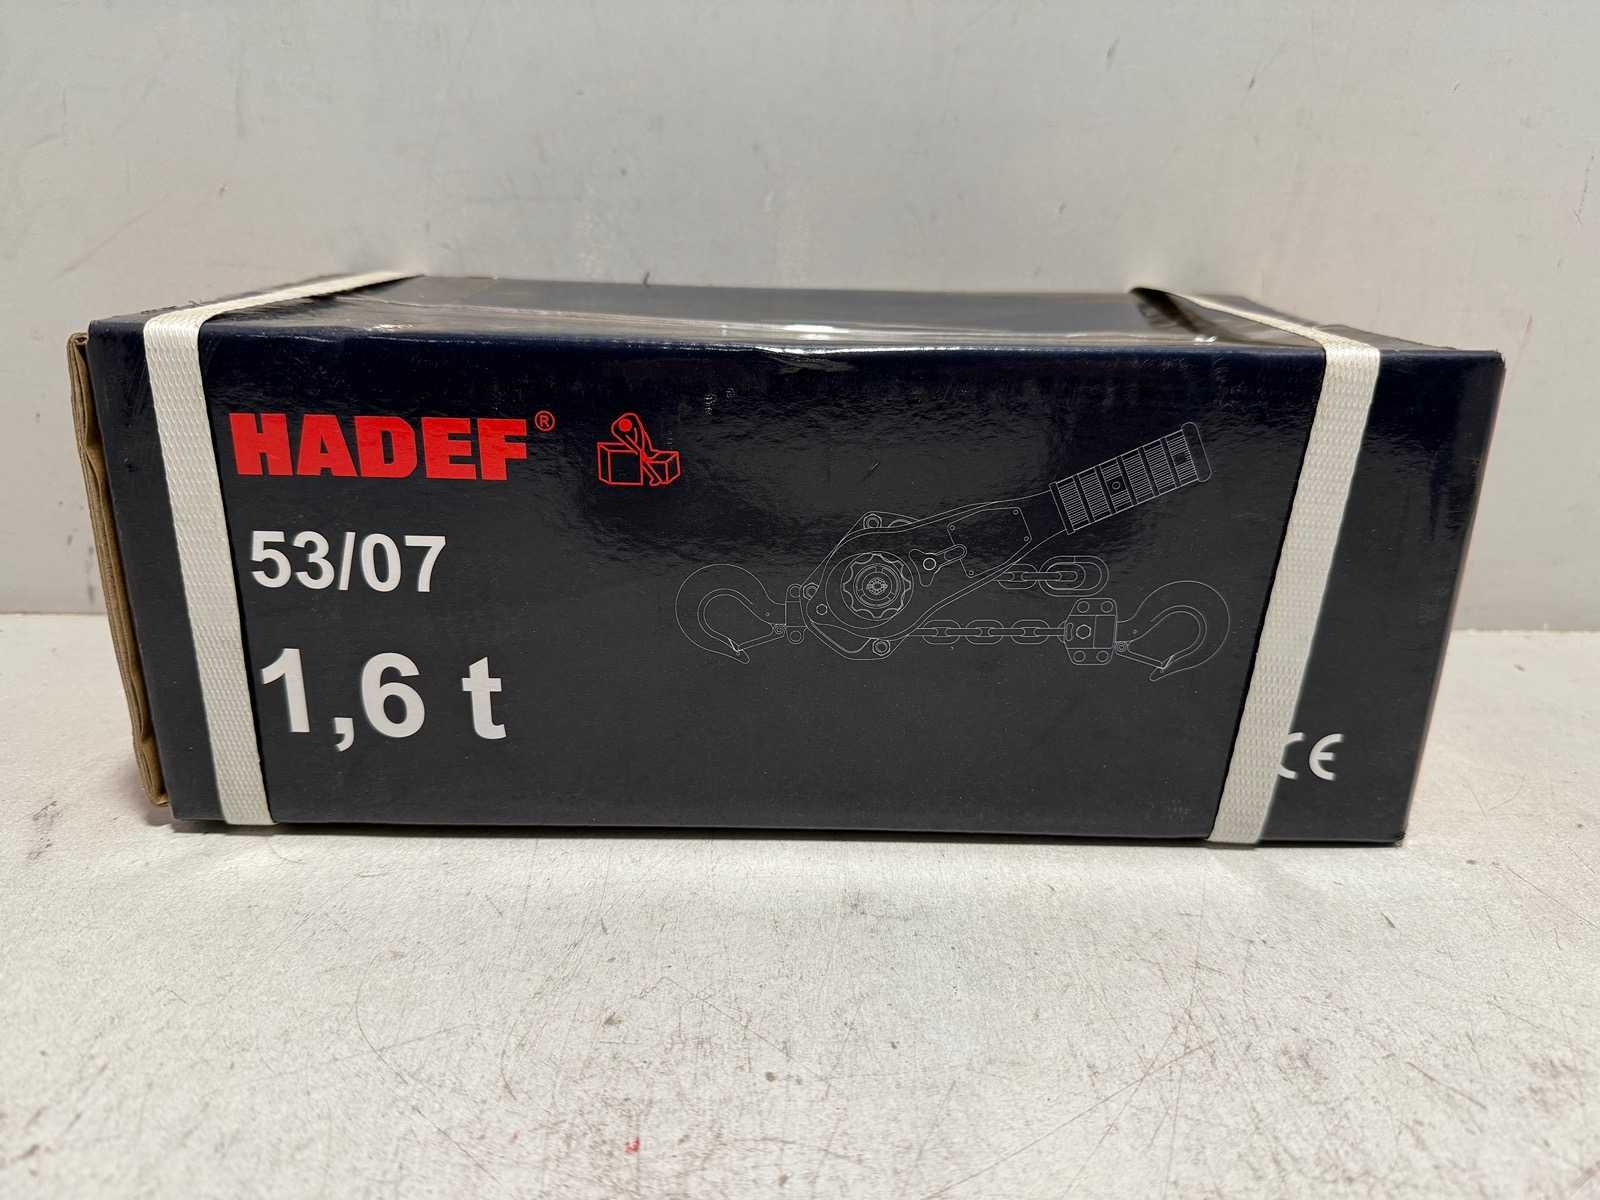 HADEF®
53/07
1,6 t
CE